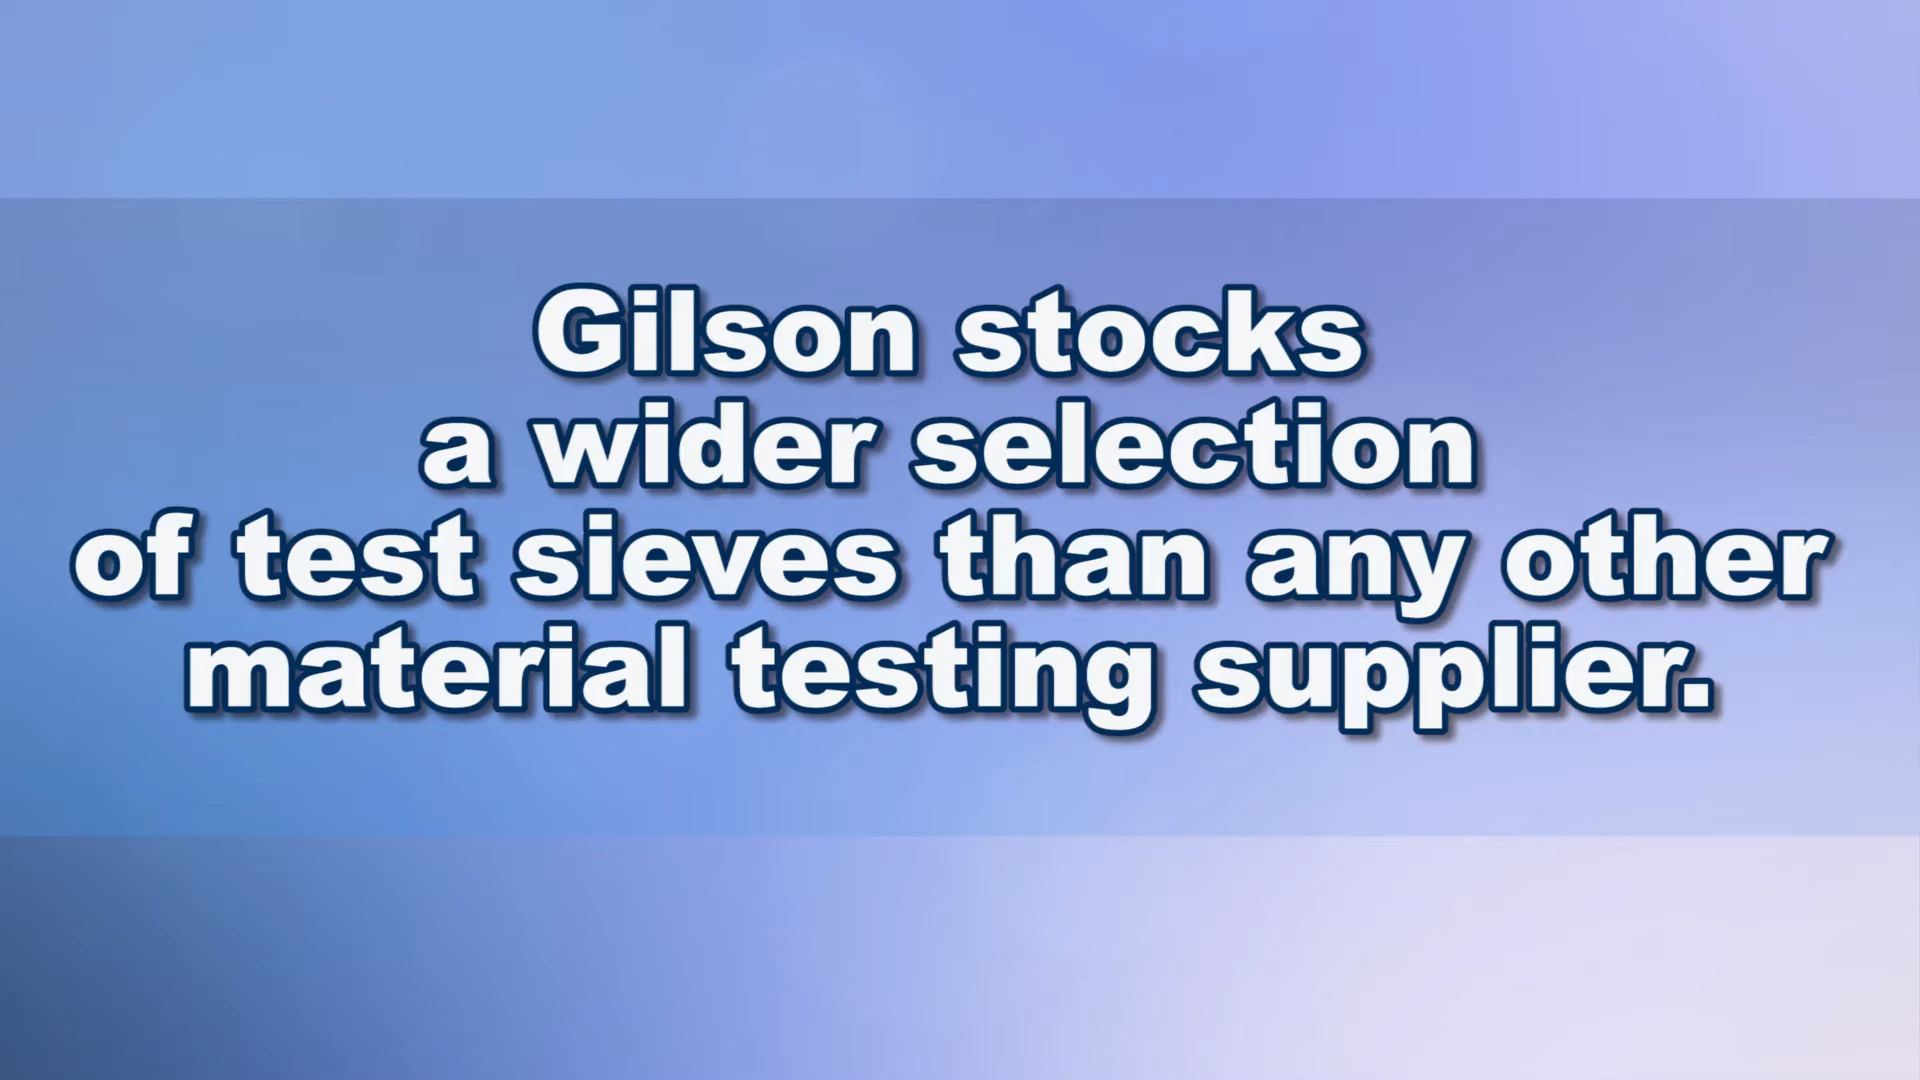 Gilson stocks
a wider selection
of test sieves than any other
material testing supplier.